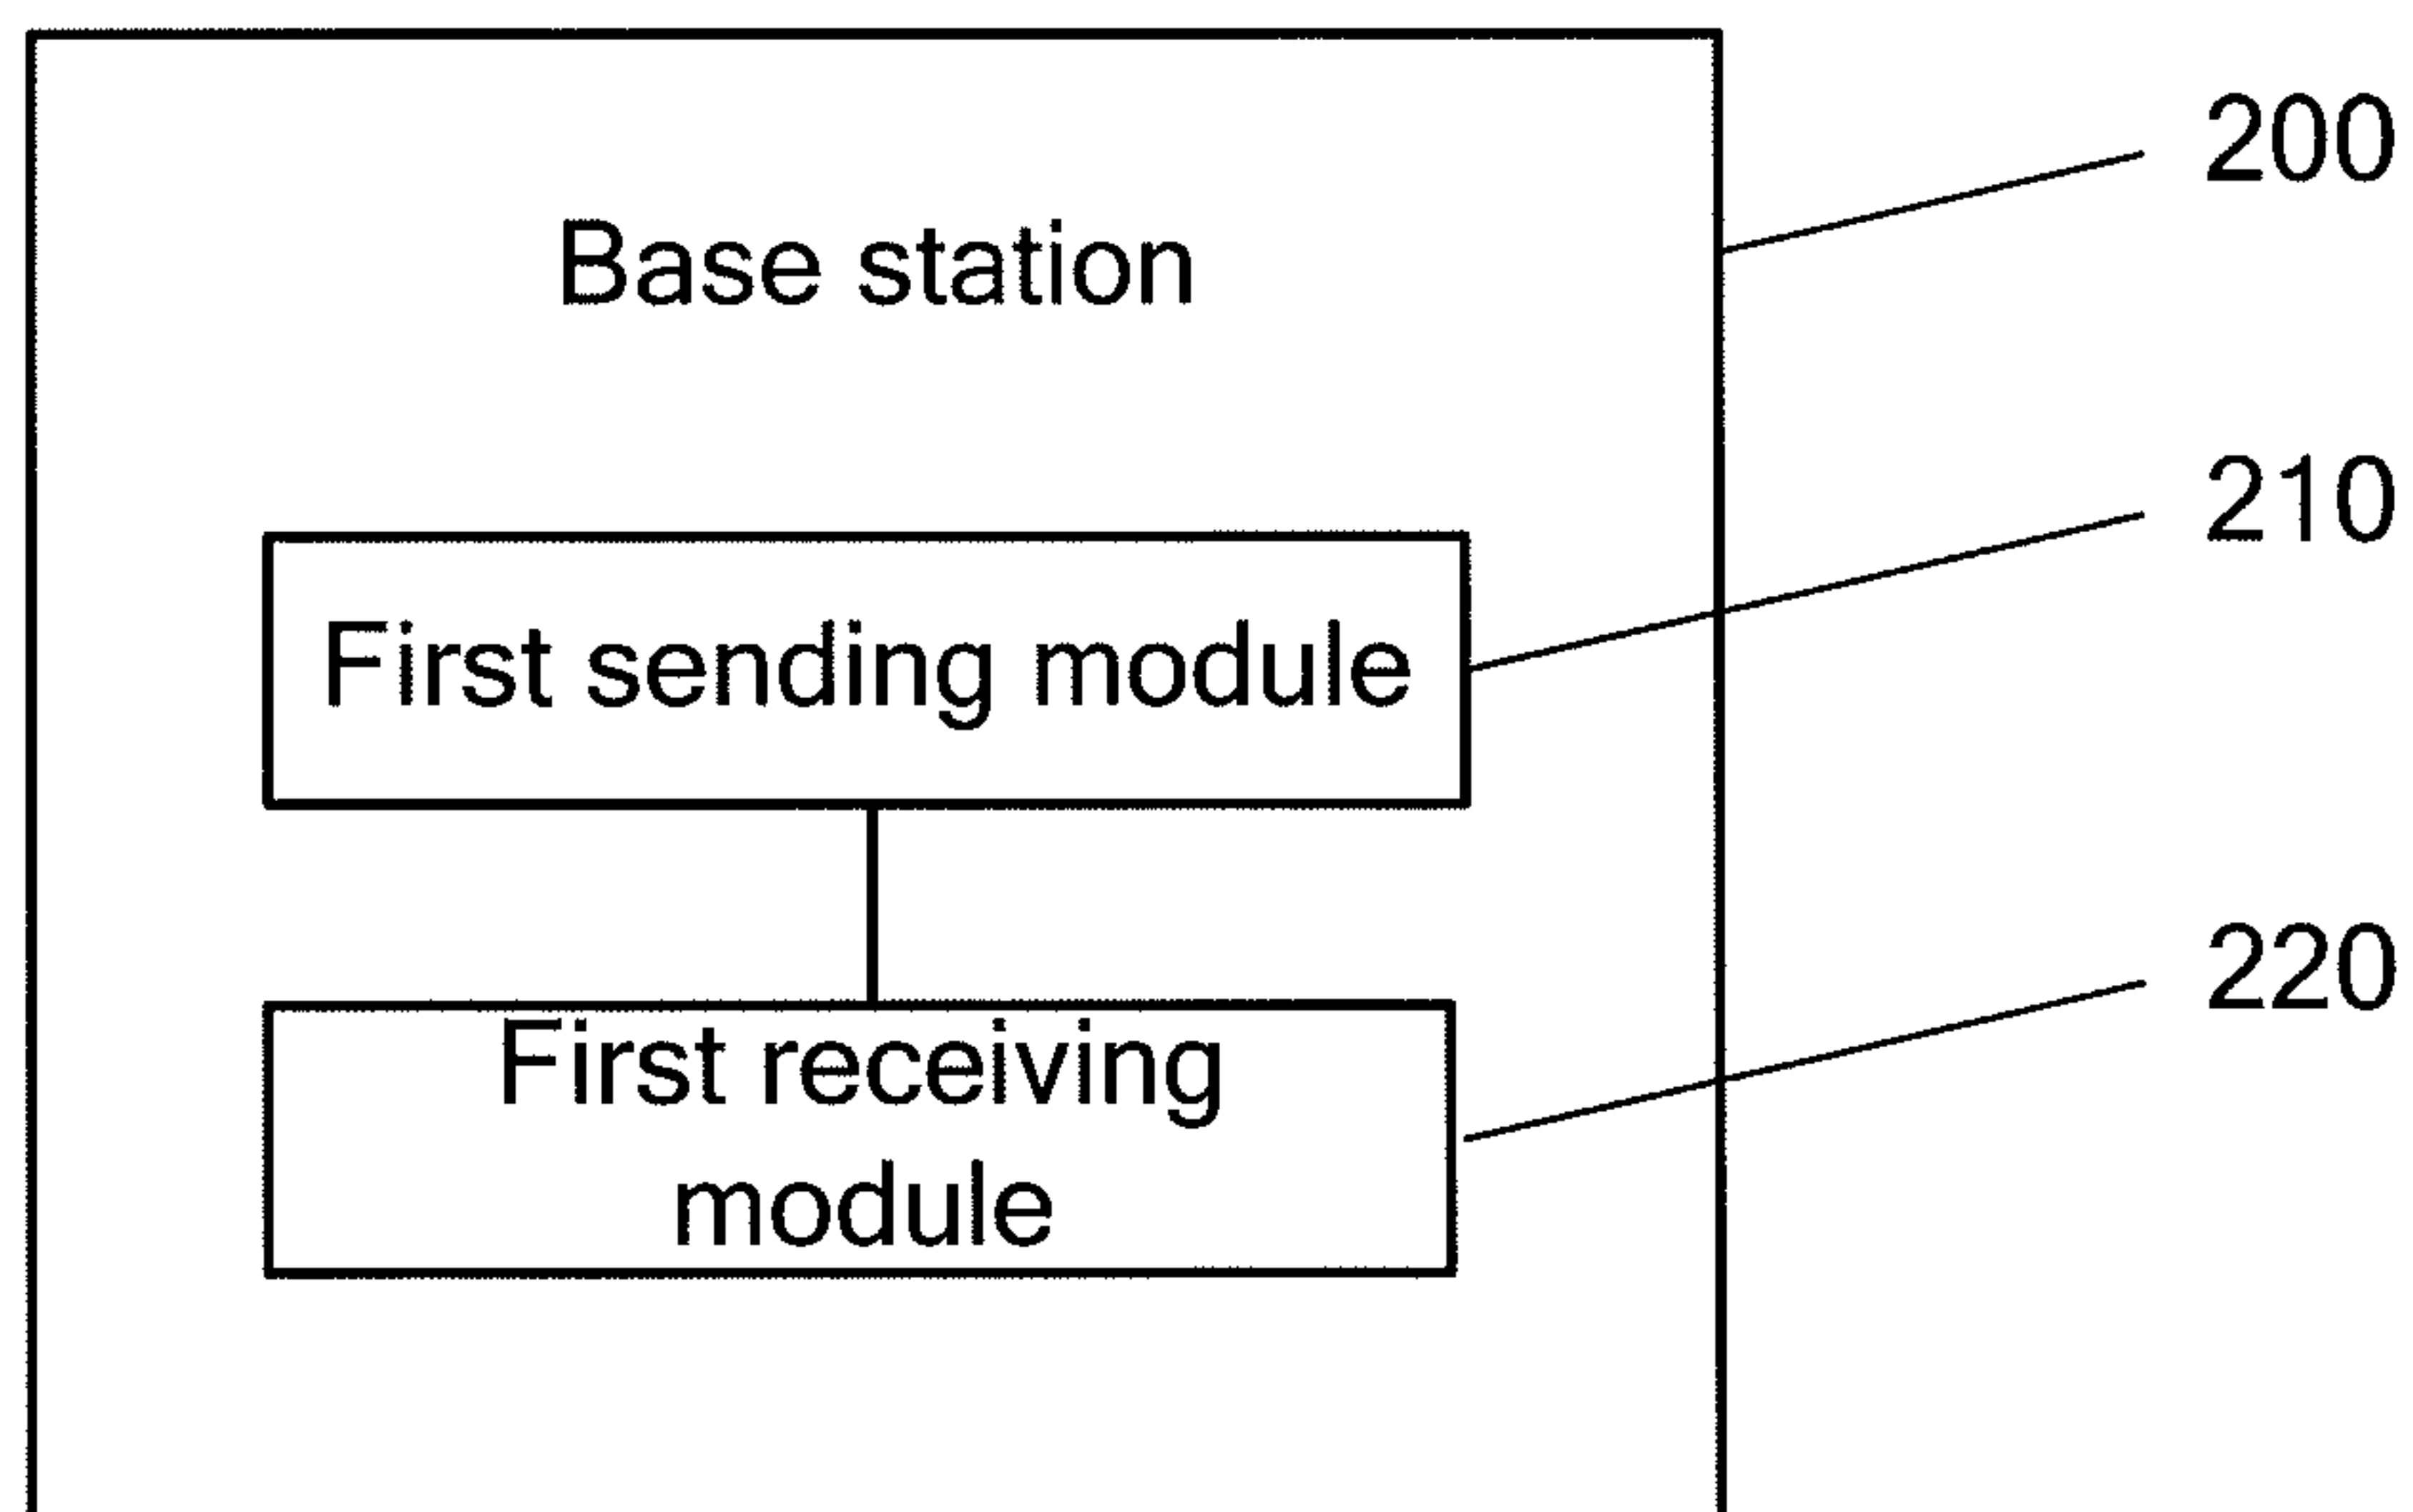 200
Base station
210
First sending module
220
First receiving
module